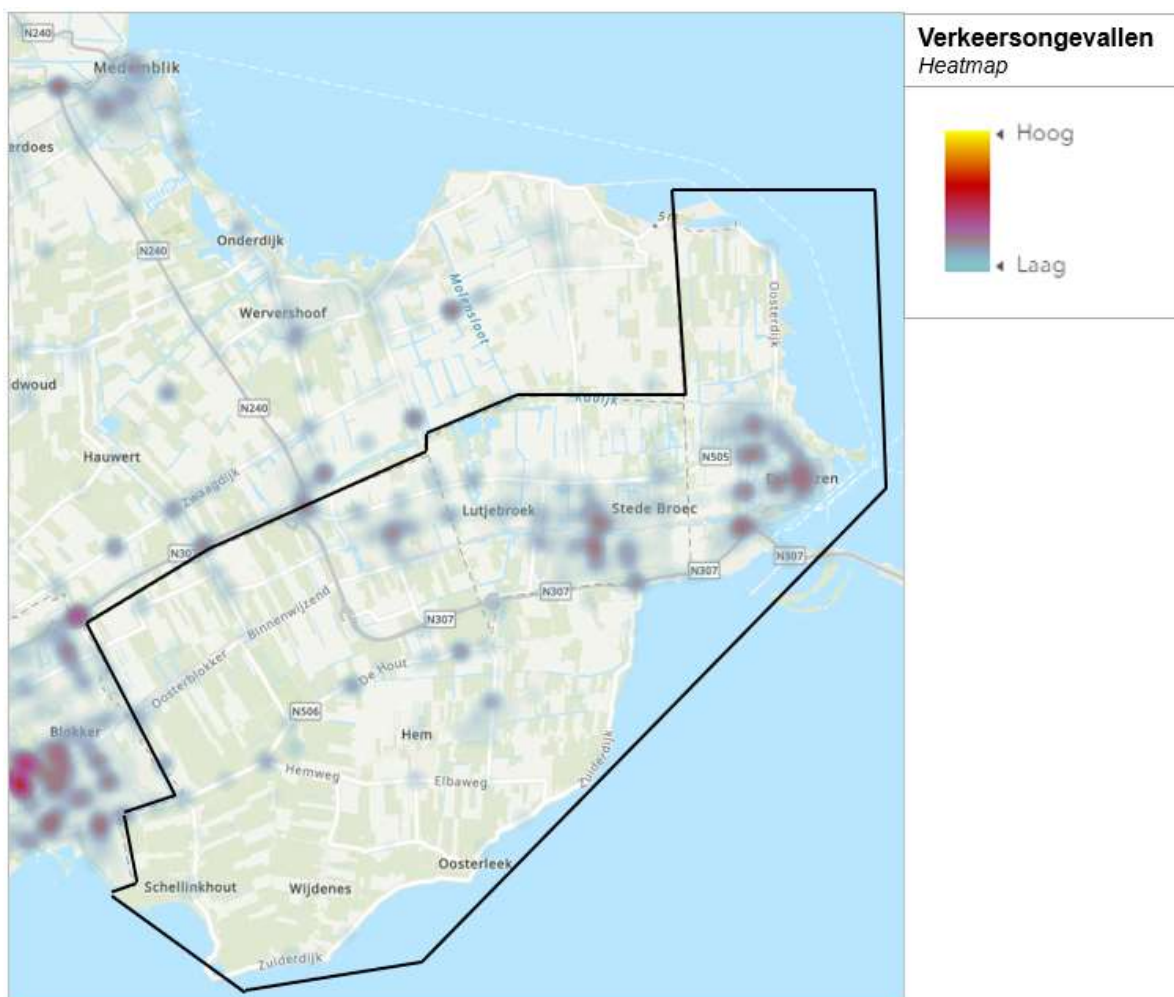 Verkeersongevallen
Heatmap
Hoog
Laag
N240
Medemblik
erdoes
Onderdijk
N240
Wervershoof
Molensloot
Oosterdijk
dwoud
N240
Kadijk
Hauwert
Zwaagdijk
N505
Lutjebroek
Stede Broec
N307
N307
N307
N307
Binnenwijzend
Oosterblokker
De Hout
N506
Blokker
Hem
Hemweg
Elbaweg
Zuiderdijk
Oosterleek
Schellinkhout
Wijdenes
Zuiderdijk